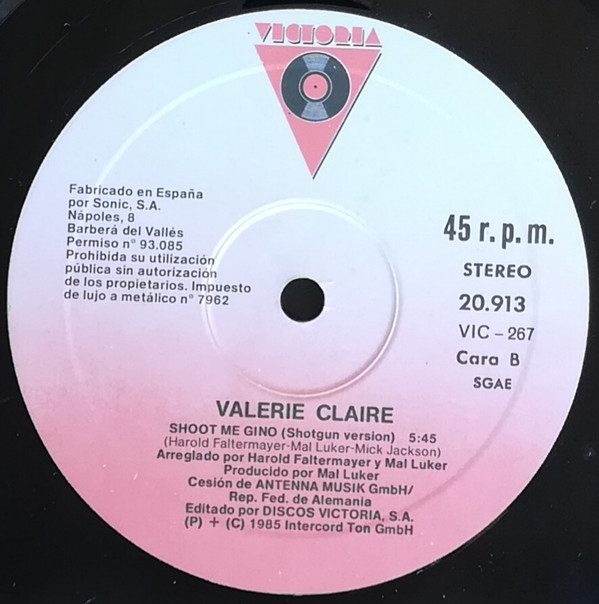 VICTORIA
Fabricado en España
por Sonic, S.A.
Nápoles, 8
Barberá del Vallés
Permiso n° 93.085
Prohibida su utilización
pública sin autorización
de los propietarios. Impuesto
de lujo a metálico n° 7962
45 r.p.m.
STEREO
20.913
VIC - 267
Cara B
SGAE
VALERIE CLAIRE
SHOOT ME GINO (Shotgun version) 5:45
(Harold Faltermayer-Mal Luker-Mick Jackson)
Arreglado por Harold Faltermayer y Mal Luker
Producido por Mal Luker
Cesión de ANTENNA MUSIK GmbH/
Rep. Fed. de Alemania
Editado por DISCOS VICTORIA, S.A.
(P) + (C) 1985 Intercord Ton GmbH